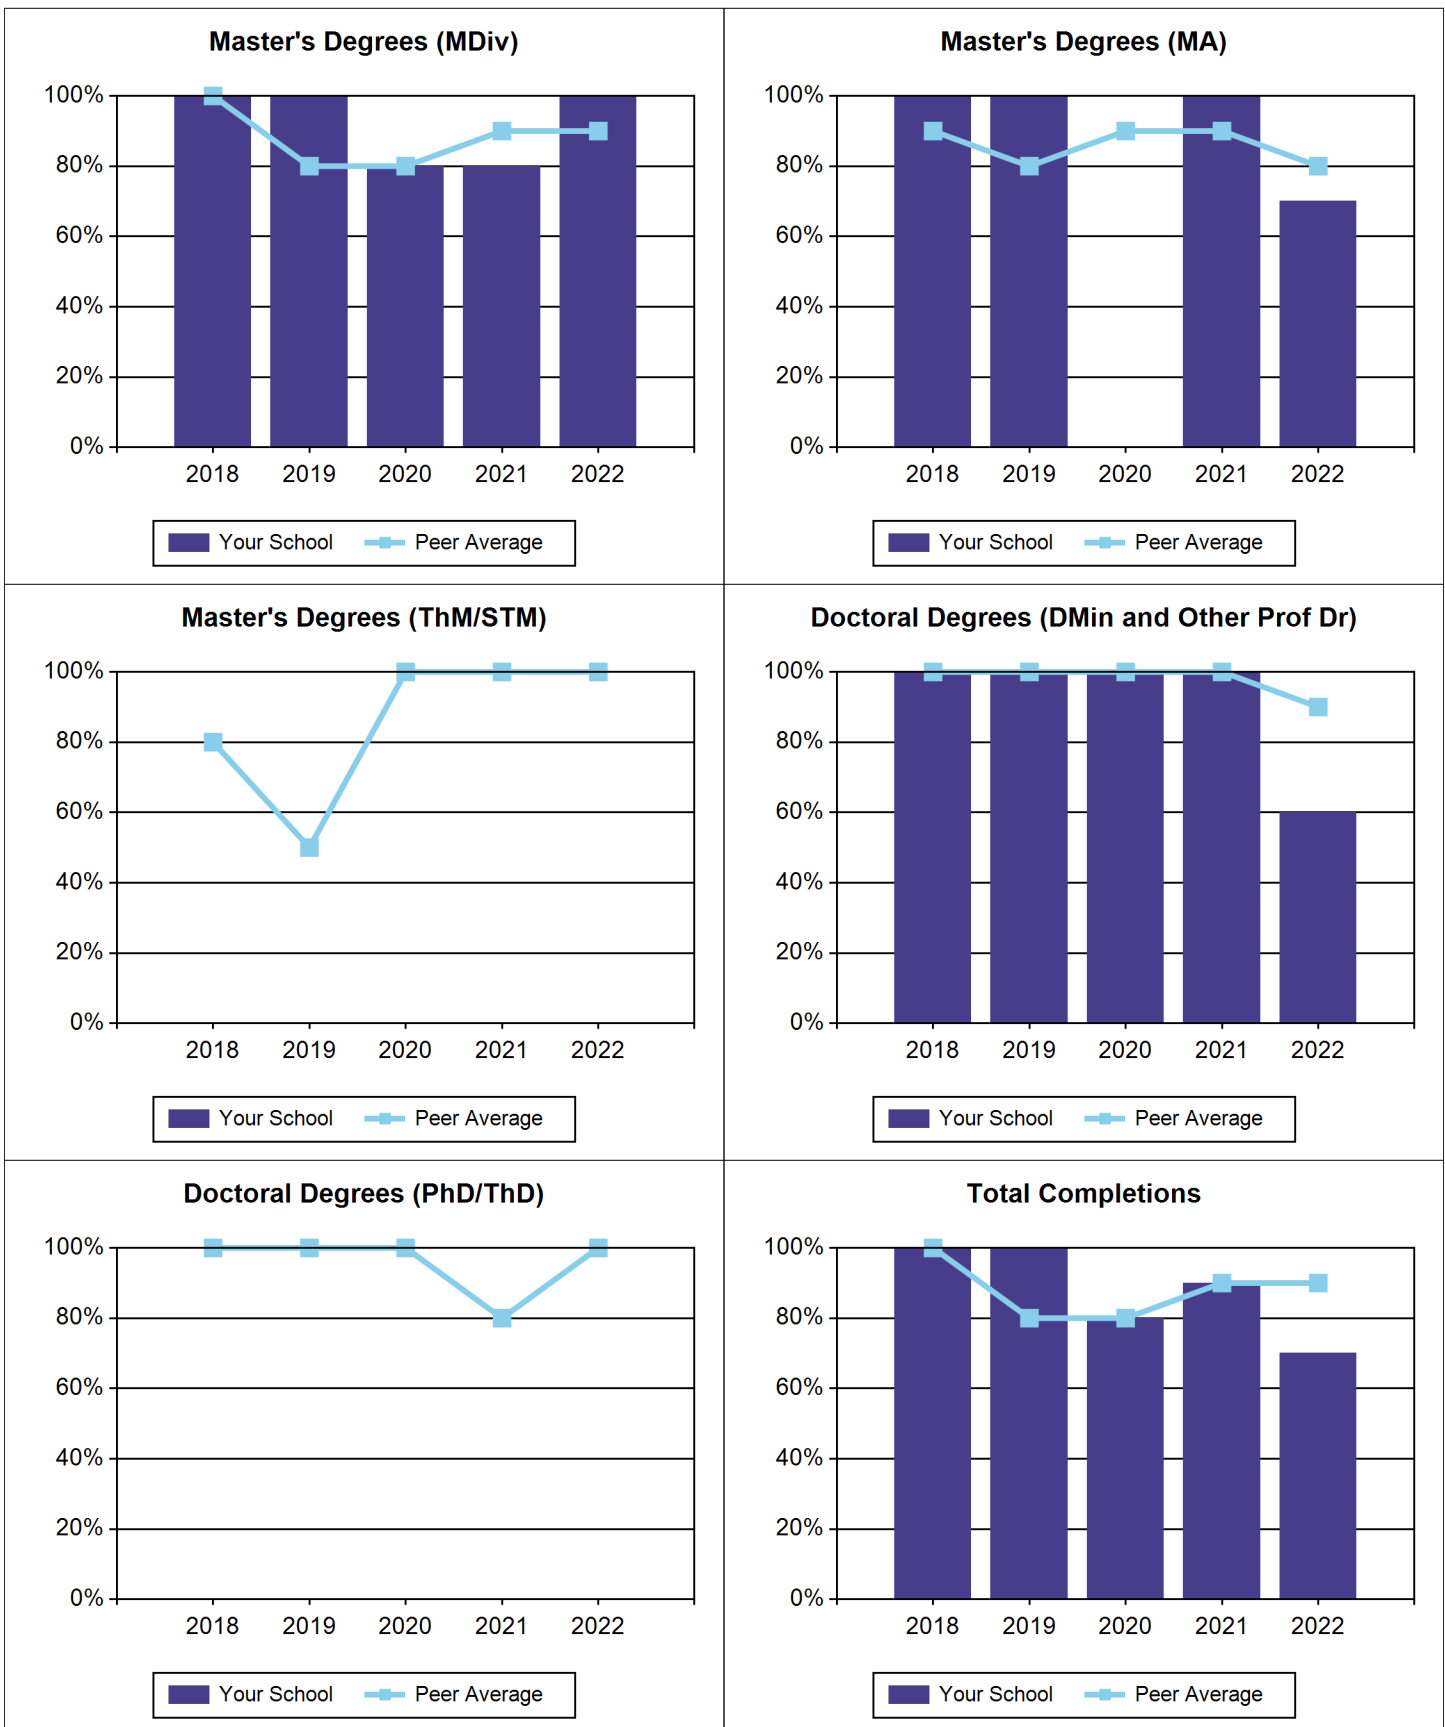 Master's Degrees (MDiv)
100%
80%
60%
40%
20%
0%
2018 2019 2020 2021 2022
Your School Peer Average
Master's Degrees (MA)
100%
80%
60%
40%
20%
0%
2018 2019 2020 2021 2022
Your School Peer Average
Master's Degrees (ThM/STM)
100%
80%
60%
40%
20%
0%
2018 2019 2020 2021 2022
Your School Peer Average
Doctoral Degrees (DMin and Other Prof Dr)
100%
80%
60%
40%
20%
0%
2018 2019 2020 2021 2022
Your School Peer Average
Doctoral Degrees (PhD/ThD)
100%
80%
60%
40%
20%
0%
2018 2019 2020 2021 2022
Your School Peer Average
Total Completions
100%
80%
60%
40%
20%
0%
2018 2019 2020 2021 2022
Your School Peer Average